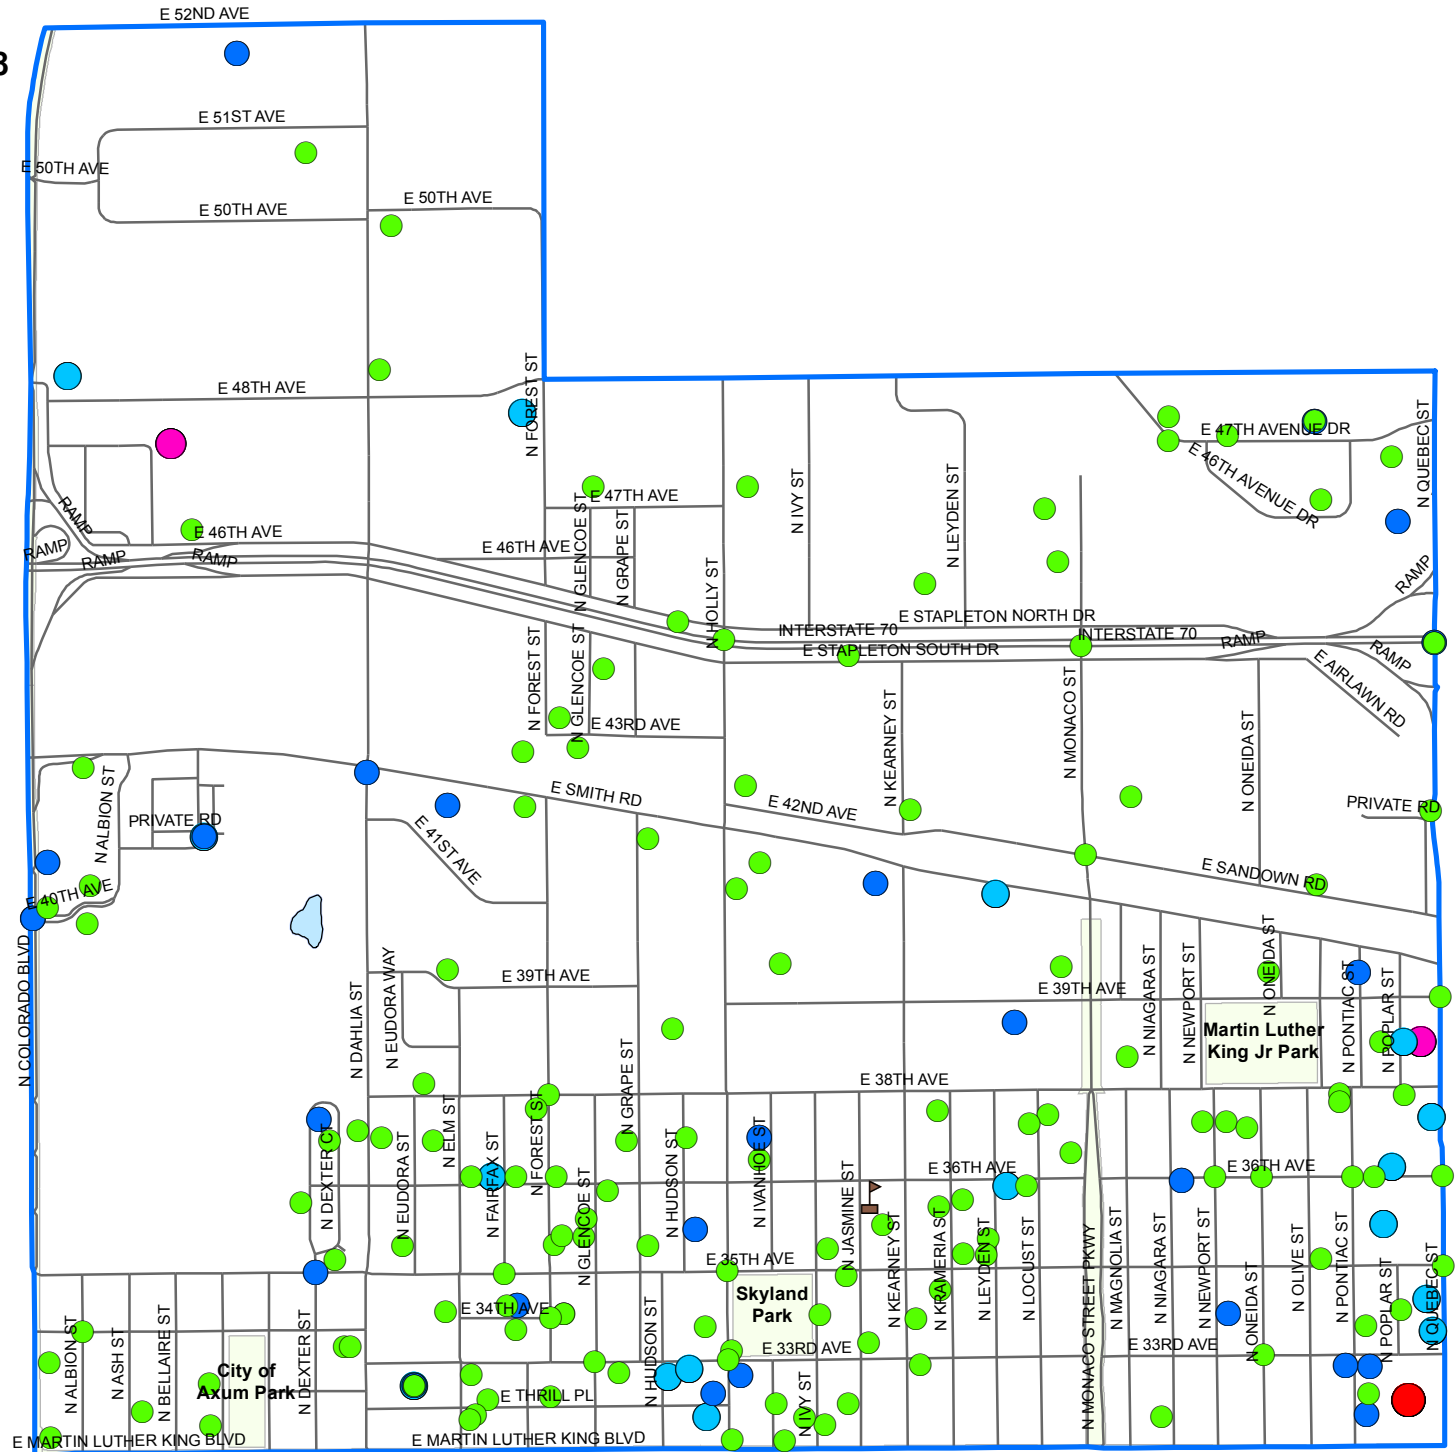 E 52ND AVE
3
E 51ST AVE
E 50TH AVE
E 50TH AVE
E 50TH AVE
N FOREST ST
E 48TH AVE
N QUEBEC ST
E 47TH AVENUE DR
E 46TH AVENUE DR
RAMP
E 47TH AVE
N IVY ST
N LEYDEN ST
E 46TH AVE
RAMP
RAMP
RAMP
E 46TH AVE
N GLENCOE ST
N GRAPE ST
N HOLLY ST
RAMP
E STAPLETON NORTH DR
INTERSTATE 70
INTERSTATE 70
RAMP
E STAPLETON SOUTH DR
RAMP
E AIRLAWN RD
N FOREST ST
N GLENCOE ST
E 43RD AVE
N KEARNEY ST
N MONACO ST
N ONEIDA ST
N ALBION ST
PRIVATE RD
E SMITH RD
E 42ND AVE
PRIVATE RD
E 41ST AVE
E SANDOWN RD
E 40TH AVE
N COLORADO BLVD
N DAHLIA ST
N EUDORA WAY
E 39TH AVE
E 39TH AVE
N NIAGARA ST
N NEWPORT ST
N ONEIDA ST
N PONTIAC ST
N POPLAR ST
Martin Luther
King Jr Park
E 38TH AVE
N GRAPE ST
N DEXTER CT
N EUDORA ST
N ELM ST
N FAIRFAX ST
N FOREST ST
N GLENCOE ST
N HUDSON ST
N IVANHOE ST
N JASMINE ST
E 36TH AVE
E 36TH AVE
N KEARNEY ST
N KRAMERIA ST
N LEYDEN ST
N LOCUST ST
N MONACO STREET PKWY
N MAGNOLIA ST
N NIAGARA ST
N NEWPORT ST
N ONEIDA ST
N OLIVE ST
N PONTIAC ST
N POPLAR ST
N QUEBEC ST
E 35TH AVE
Skyland
Park
E 34TH AVE
E 33RD AVE
E 33RD AVE
N ALBION ST
N ASH ST
N BELLAIRE ST
City of
Axum Park
N DEXTER ST
N HUDSON ST
E THRILL PL
N IVY ST
E MARTIN LUTHER KING BLVD
E MARTIN LUTHER KING BLVD